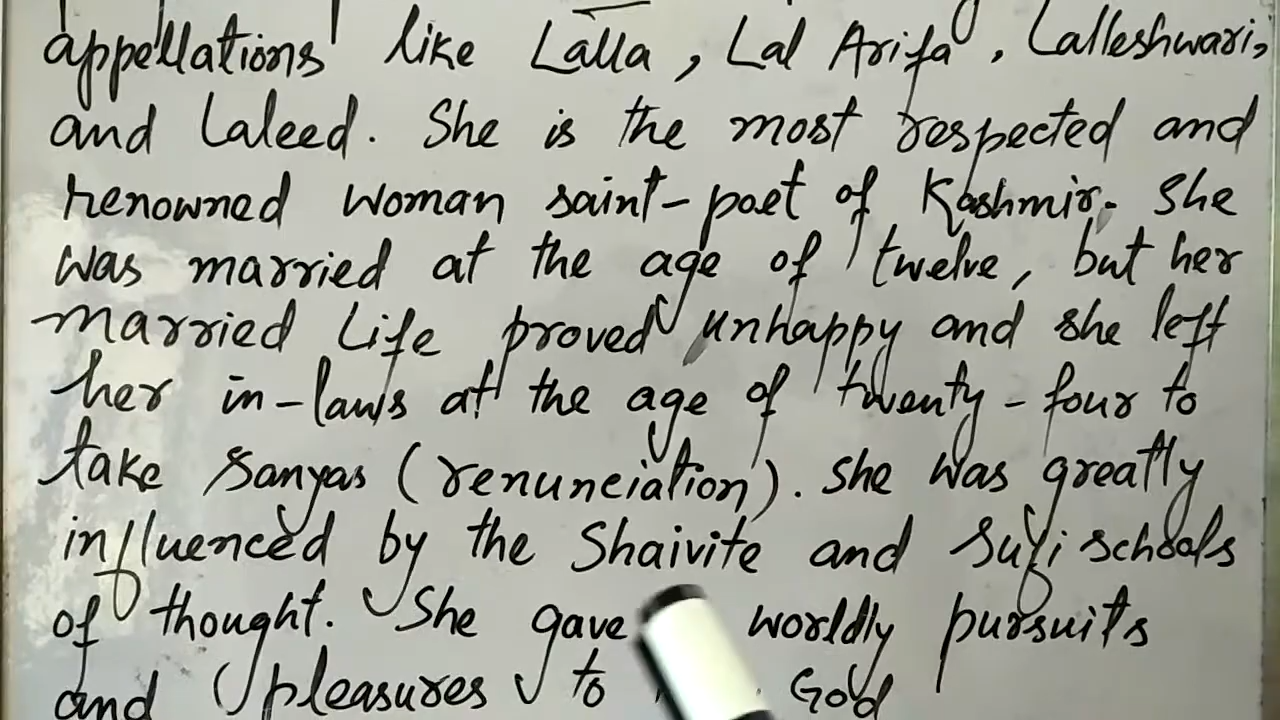 appellations like Lalla, Lal Arifa, Lalleshwari,
and Laleed. She is the most respected and
renowned woman saint-poet of Kashmir. She
was married at the age of twelve, but her
married life proved unhappy and she left
her in-laws at the age of twenty-four to
take sanyas (renunciation). She was greatly
influenced by the Shaivite and Sufi schools
of thought. She gave worldly pursuits
and pleasures to God